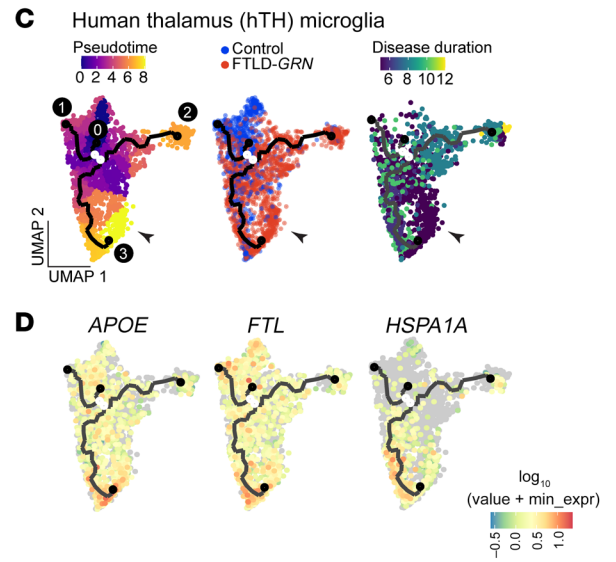 C Human thalamus (hTH) microglia
Pseudotime
0 2 4 6 8
Control
FTLD-GRN
Disease duration
6 8 10 12
1
0
2
3
UMAP 2
UMAP 1
D
APOE
FTL
HSPA1A
log10
(value + min_expr)
−0.5
0.0
0.5
1.0